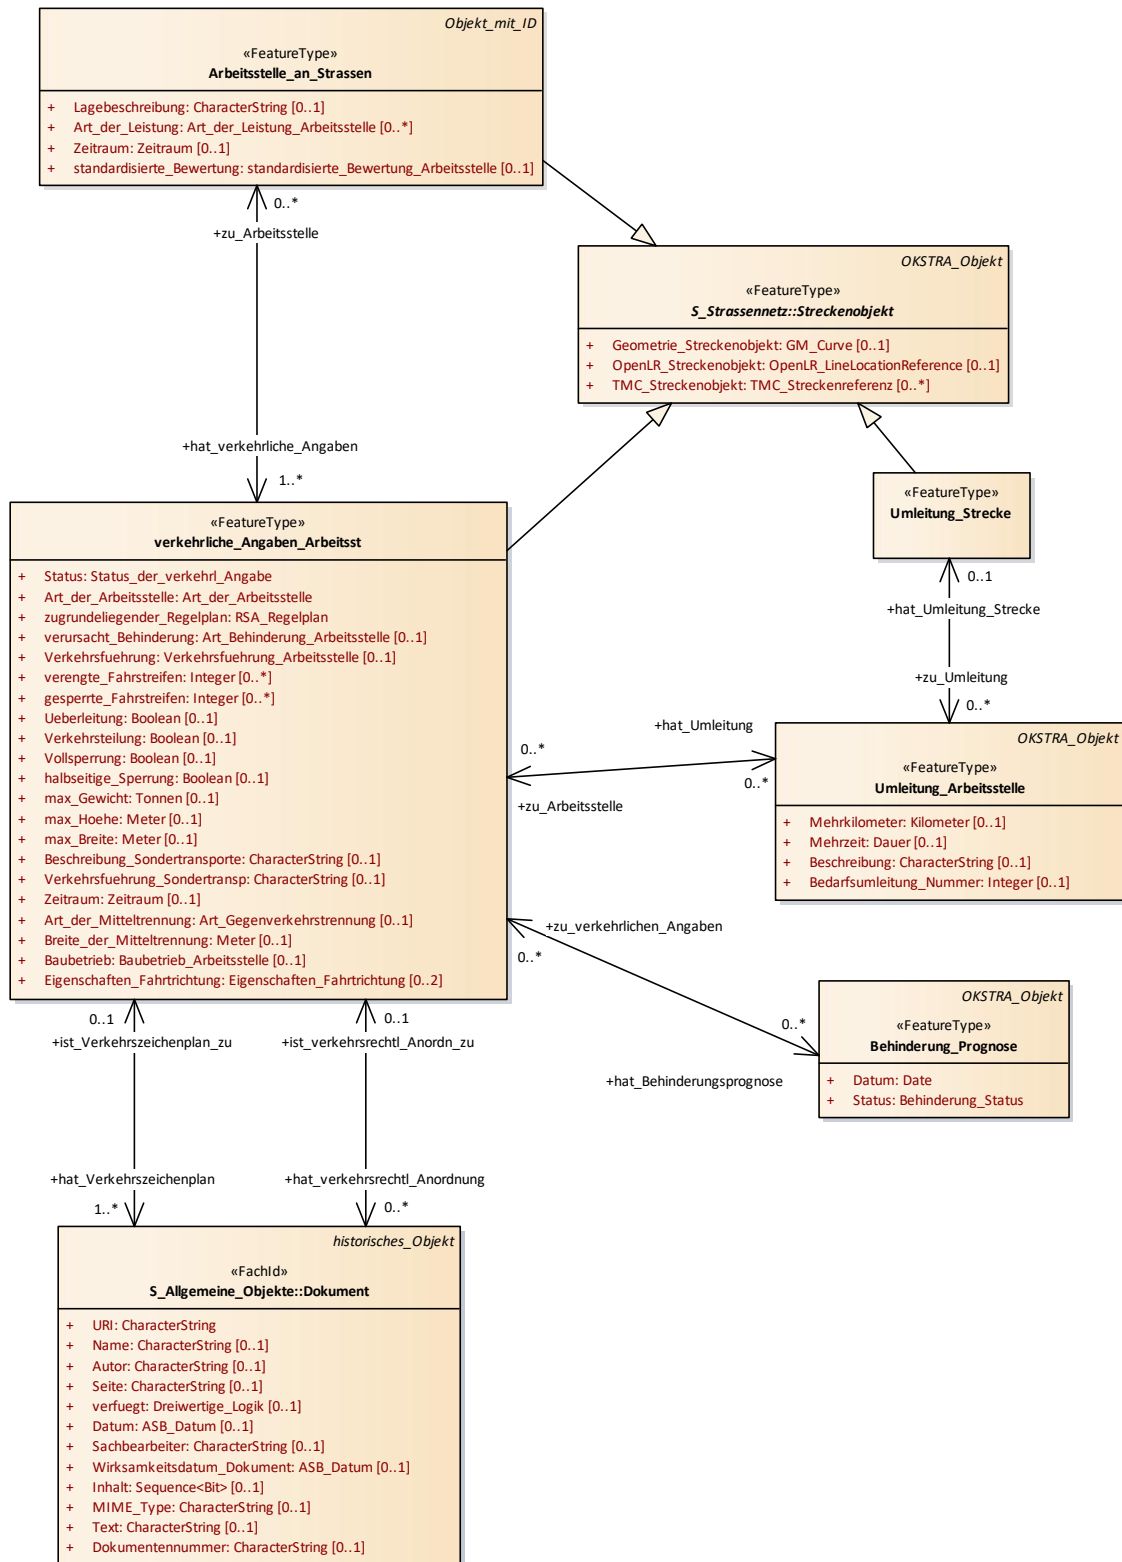 Objekt_mit_ID
«FeatureType»
Arbeitsstelle_an_Strassen
+ Lagebeschreibung: CharacterString [0..1]
+ Art_der_Leistung: Art_der_Leistung_Arbeitsstelle [0..*]
+ Zeitraum: Zeitraum [0..1]
+ standardisierte_Bewertung: standardisierte_Bewertung_Arbeitsstelle [0..1]
0..*
+zu_Arbeitsstelle
OKSTRA_Objekt
«FeatureType»
S_Strassennetz::Streckenobjekt
+ Geometrie_Streckenobjekt: GM_Curve [0..1]
+ OpenLR_Streckenobjekt: OpenLR_LineLocationReference [0..1]
+ TMC_Streckenobjekt: TMC_Streckenreferenz [0..*]
+hat_verkehrliche_Angaben
1..*
«FeatureType»
Umleitung_Strecke
0..1
+hat_Umleitung_Strecke
+zu_Umleitung
0..*
«FeatureType»
verkehrliche_Angaben_Arbeitsst
+ Status: Status_der_verkehrl_Angabe
+ Art_der_Arbeitsstelle: Art_der_Arbeitsstelle
+ zugrundeliegender_Regelplan: RSA_Regelplan
+ verursacht_Behinderung: Art_Behinderung_Arbeitsstelle [0..1]
+ Verkehrsfuehrung: Verkehrsfuehrung_Arbeitsstelle [0..1]
+ verengte_Fahrstreifen: Integer [0..*]
+ gesperrte_Fahrstreifen: Integer [0..*]
+ Ueberleitung: Boolean [0..1]
+ Verkehrsteilung: Boolean [0..1]
+ Vollsperrung: Boolean [0..1]
+ halbseitige_Sperrung: Boolean [0..1]
+ max_Gewicht: Tonnen [0..1]
+ max_Hoehe: Meter [0..1]
+ max_Breite: Meter [0..1]
+ Beschreibung_Sondertransporte: CharacterString [0..1]
+ Verkehrsfuehrung_Sondertransp: CharacterString [0..1]
+ Zeitraum: Zeitraum [0..1]
+ Art_der_Mitteltrennung: Art_Gegenverkehrstrennung [0..1]
+ Breite_der_Mitteltrennung: Meter [0..1]
+ Baubetrieb: Baubetrieb_Arbeitsstelle [0..1]
+ Eigenschaften_Fahrtrichtung: Eigenschaften_Fahrtrichtung [0..2]
+hat_Umleitung
0..*
0..*
+zu_Arbeitsstelle
OKSTRA_Objekt
«FeatureType»
Umleitung_Arbeitsstelle
+ Mehrkilometer: Kilometer [0..1]
+ Mehrzeit: Dauer [0..1]
+ Beschreibung: CharacterString [0..1]
+ Bedarfsumleitung_Nummer: Integer [0..1]
+zu_verkehrlichen_Angaben
0..*
0..*
+hat_Behinderungsprognose
OKSTRA_Objekt
«FeatureType»
Behinderung_Prognose
+ Datum: Date
+ Status: Behinderung_Status
0..1
+ist_Verkehrszeichenplan_zu
0..1
+ist_verkehrsrechtl_Anordn_zu
+hat_Verkehrszeichenplan
1..*
+hat_verkehrsrechtl_Anordnung
0..*
historisches_Objekt
«FachId»
S_Allgemeine_Objekte::Dokument
+ URI: CharacterString
+ Name: CharacterString [0..1]
+ Autor: CharacterString [0..1]
+ Seite: CharacterString [0..1]
+ verfuegt: Dreiwertige_Logik [0..1]
+ Datum: ASB_Datum [0..1]
+ Sachbearbeiter: CharacterString [0..1]
+ Wirksamkeitsdatum_Dokument: ASB_Datum [0..1]
+ Inhalt: Sequence<Bit> [0..1]
+ MIME_Type: CharacterString [0..1]
+ Text: CharacterString [0..1]
+ Dokumentennummer: CharacterString [0..1]